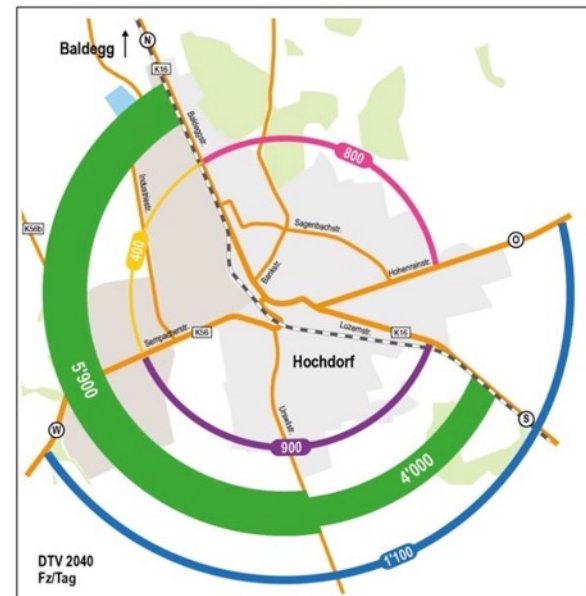 Baldegg
N
K16
Baldeggstr.
800
Industriestr.
K56b
400
Sagenbachstr.
O
Hohenrainstr.
Bankstr.
Sempacherstr.
K56
Luzernstr.
K16
Hochdorf
5'900
Urswilstr.
W
S
900
4'000
1'100
DTV 2040
Fz/Tag